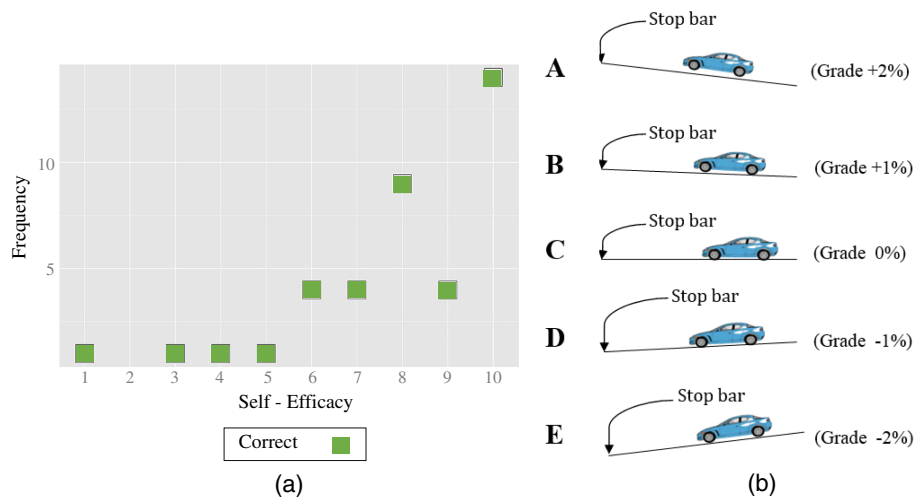 Frequency
10
5
1 2 3 4 5 6 7 8 9 10
Self - Efficacy
Correct
(a)
Stop bar
A (Grade +2%)
Stop bar
B (Grade +1%)
Stop bar
C (Grade 0%)
Stop bar
D (Grade -1%)
Stop bar
E (Grade -2%)
(b)